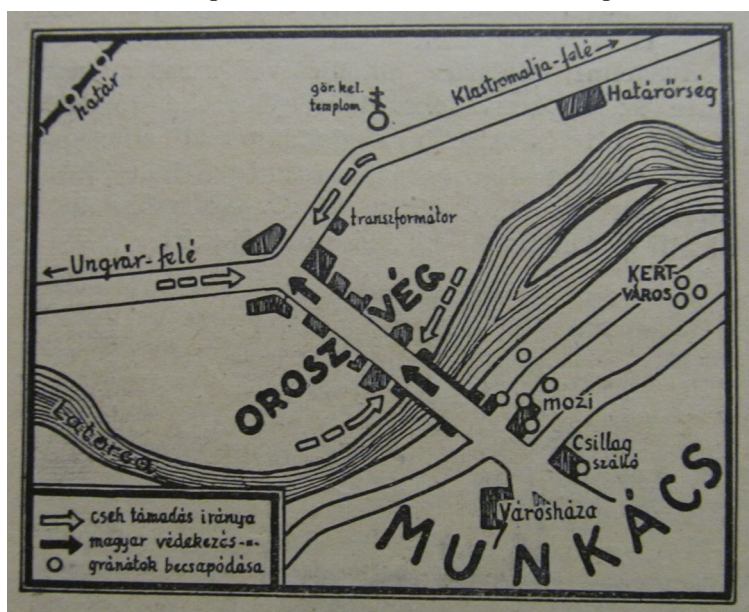 határ
gör. kel.
templom
Klastromalja-felé →
Határőrség
transzformátor
← Ungvár-felé
KERT-
VÁROS
OROSZ VÉG
mozi
Latorca
Csillag
szálló
Városháza
MUNKÁCS
cseh támadás iránya
magyar védekezés -"-
gránátok becsapódása